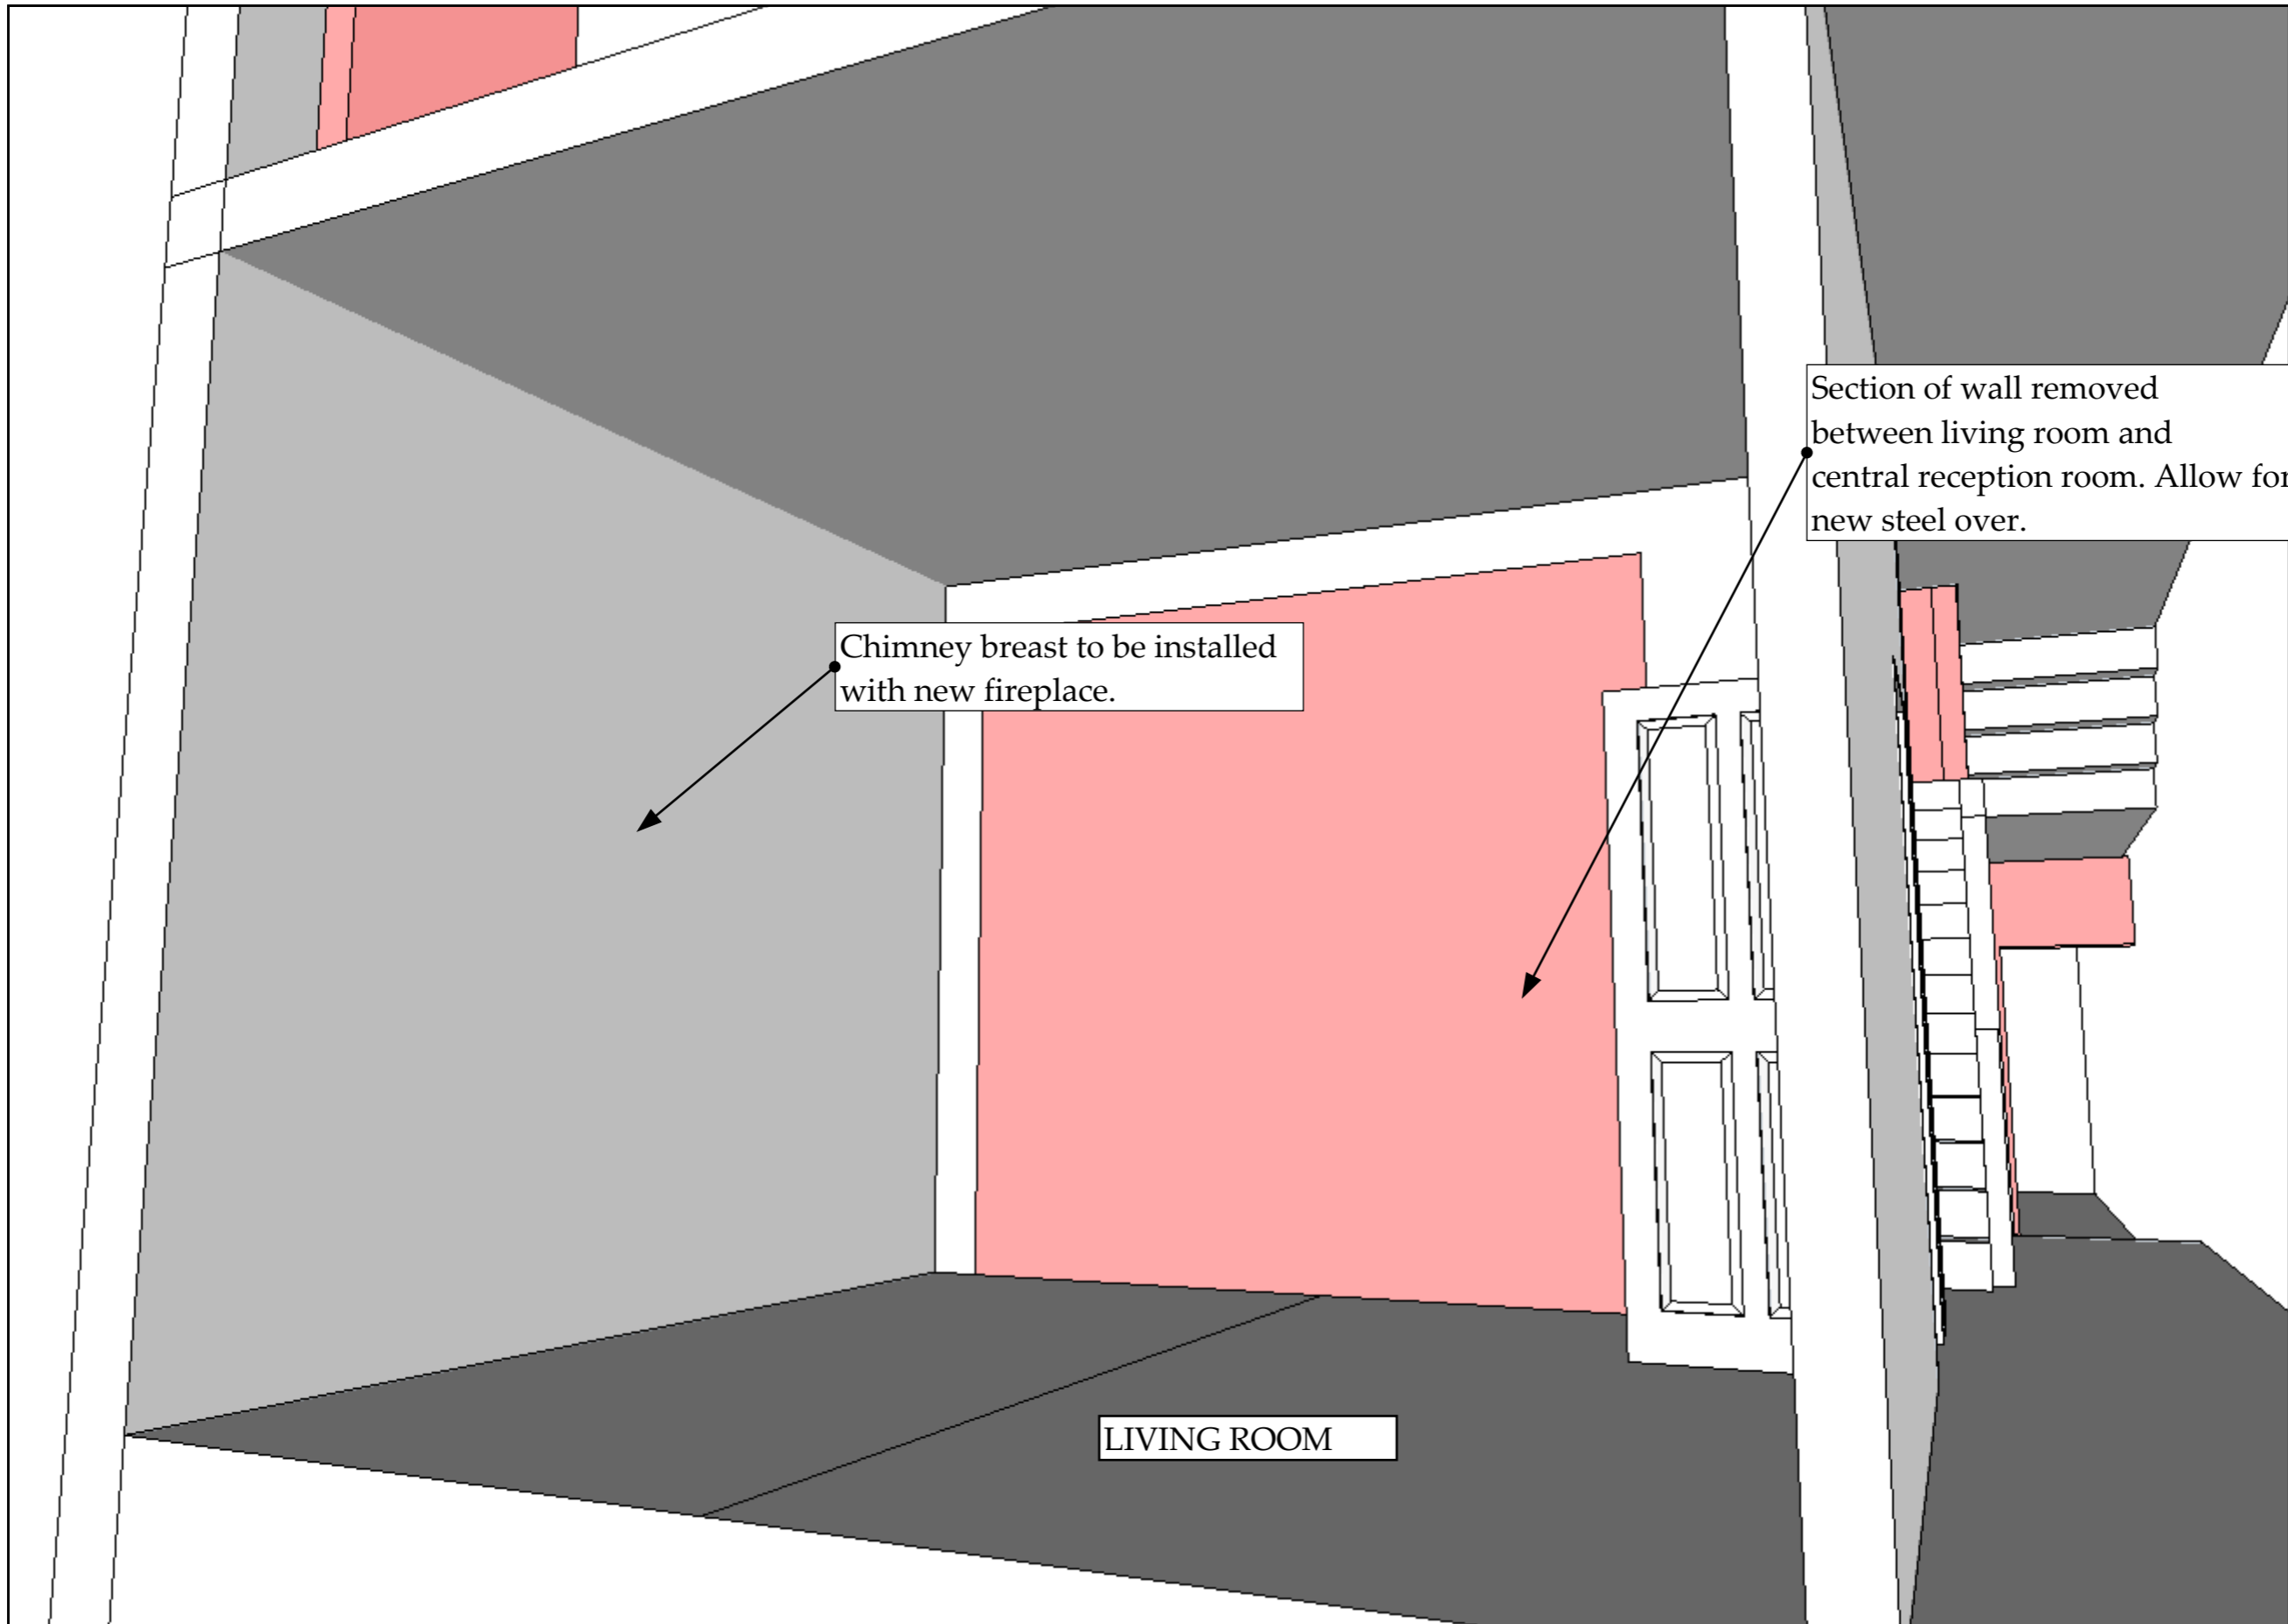 Section of wall removed
between living room and
central reception room. Allow for
new steel over.
Chimney breast to be installed
with new fireplace.
LIVING ROOM